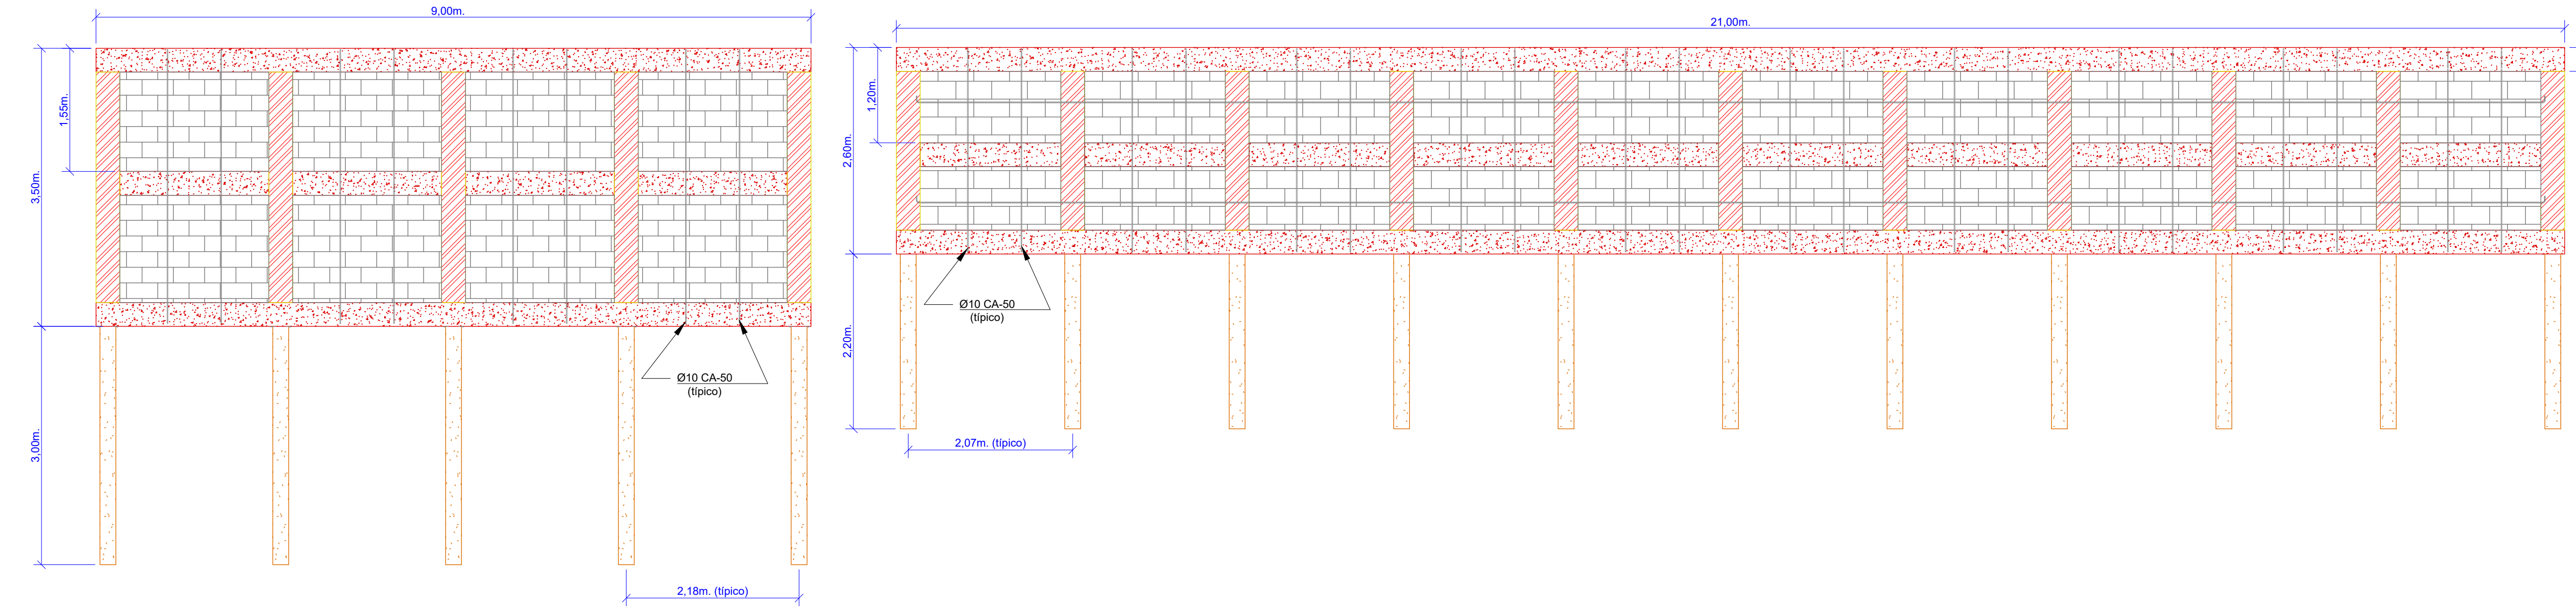 9,00m.
1,55m.
3,50m.
3,00m.
Ø10 CA-50
(típico)
2,18m. (típico)
21,00m.
1,20m.
2,60m.
2,20m.
Ø10 CA-50
(típico)
2,07m. (típico)